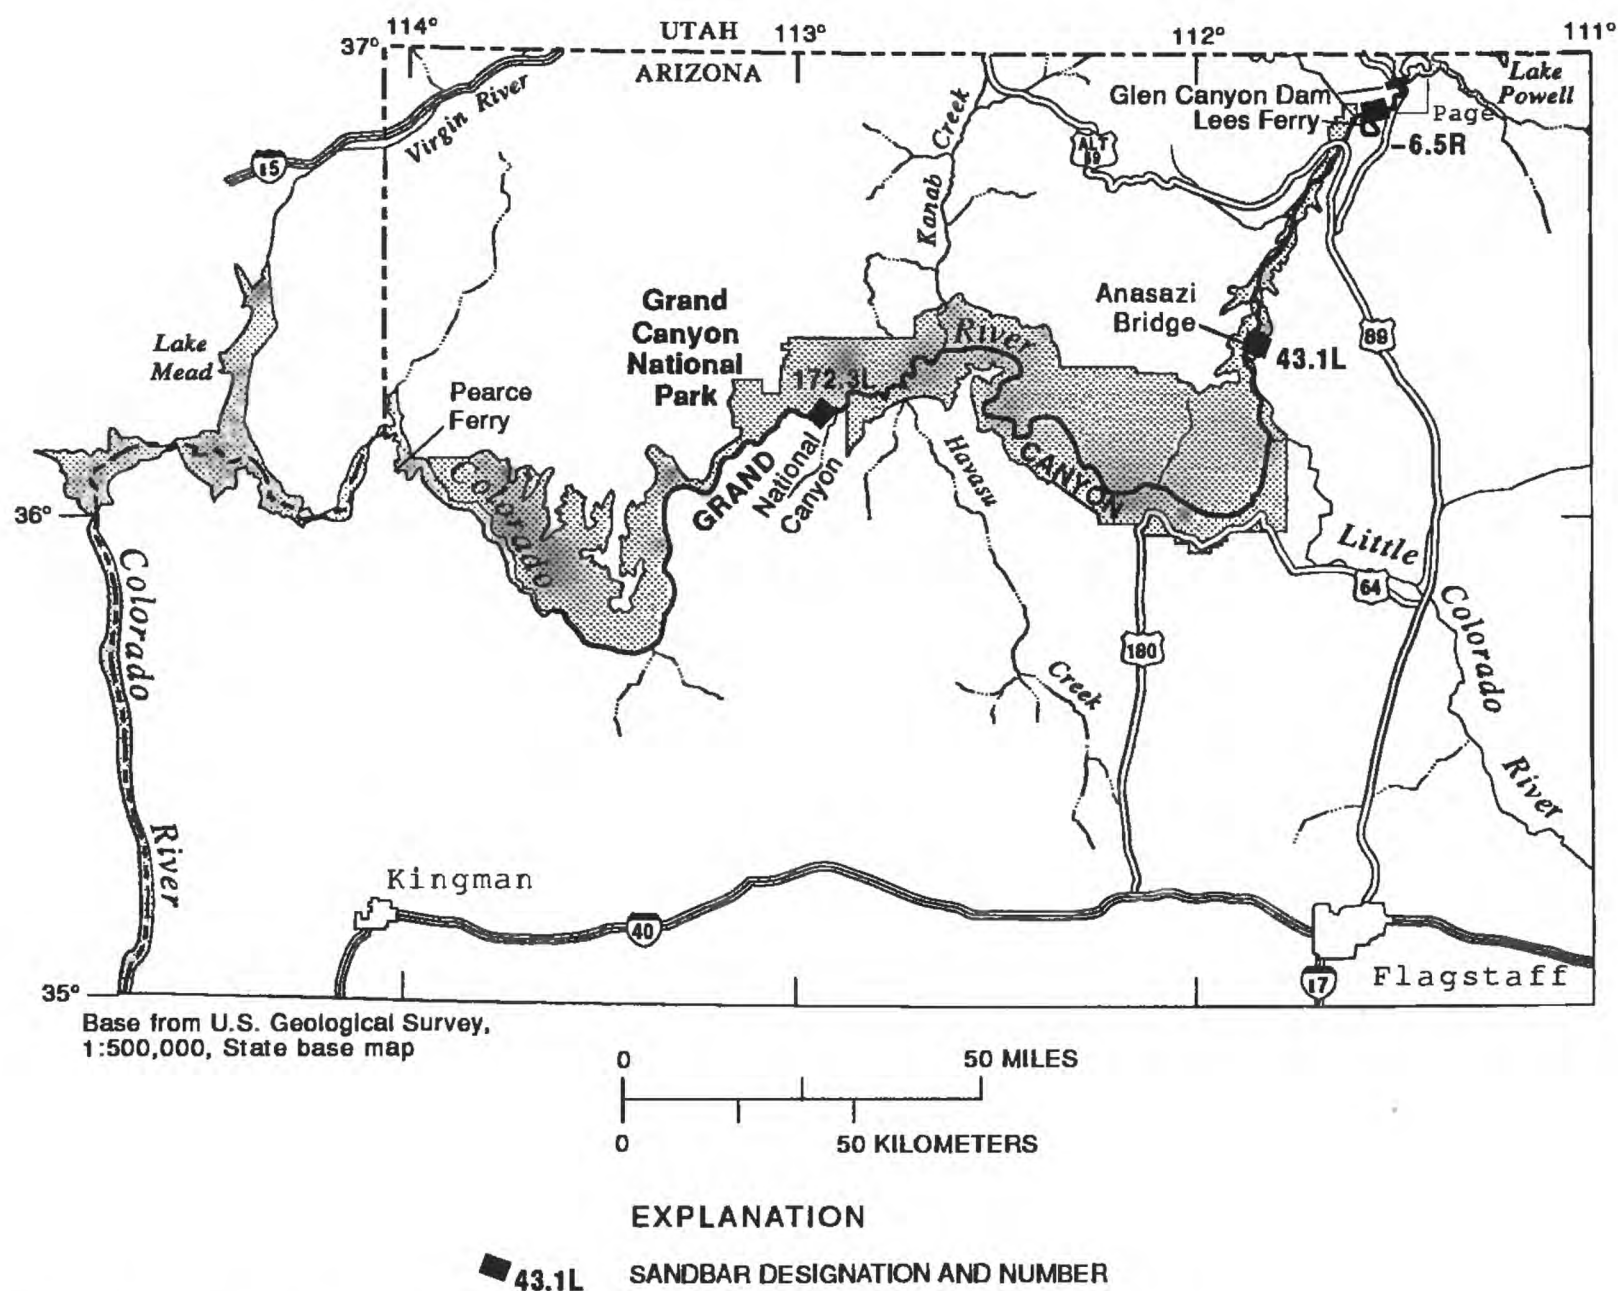 114°
UTAH
113°
112°
111°
37°
ARIZONA
Lake
Powell
Glen Canyon Dam
Lees Ferry
Page
-6.5R
Virgin River
15
ALT
89
Kanab Creek
Grand
Canyon
National
Park
River
Anasazi
Bridge
43.1L
89
Lake
Mead
172.3L
Pearce
Ferry
Colorado
GRAND
National
Canyon
Havasu
CANYON
36°
Little
64
Colorado
River
Colorado
180
Creek
River
Kingman
40
Flagstaff
17
35°
Base from U.S. Geological Survey,
1:500,000, State base map
0 50 MILES
0 50 KILOMETERS
EXPLANATION
43.1L SANDBAR DESIGNATION AND NUMBER